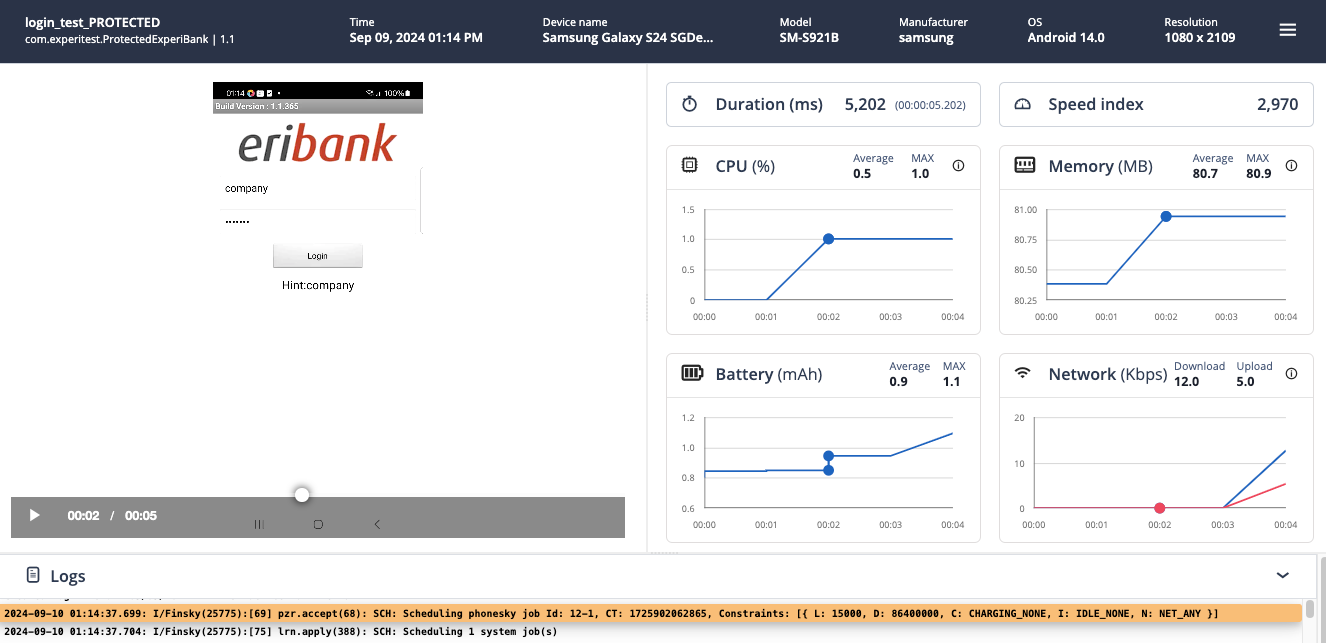 login_test_PROTECTED
com.experitest.ProtectedExperiBank | 1.1
Time
Sep 09, 2024 01:14 PM
Device name
Samsung Galaxy S24 SGDe...
Model
SM-S921B
Manufacturer
samsung
OS
Android 14.0
Resolution
1080 x 2109
01:14
100%
Build Version : 1.1.365
eribank
company
•••••••
Login
Hint:company
00:02 / 00:05
Duration (ms) 5,202 (00:00:05.202)
Speed index 2,970
CPU (%)
Average MAX
0.5 1.0
1.5
1.0
0.5
0
00:00 00:01 00:02 00:03 00:04
Memory (MB)
Average MAX
80.7 80.9
81.00
80.75
80.50
80.25
00:00 00:01 00:02 00:03 00:04
Battery (mAh)
Average MAX
0.9 1.1
1.2
1.0
0.8
0.6
00:00 00:01 00:02 00:03 00:04
Network (Kbps)
Download Upload
12.0 5.0
20
10
0
00:00 00:01 00:02 00:03 00:04
Logs
2024-09-10 01:14:37.699: I/Finsky(25775):[69] pzr.accept(68): SCH: Scheduling phonesky job Id: 12-1, CT: 1725902062865, Constraints: [{ L: 15000, D: 86400000, C: CHARGING_NONE, I: IDLE_NONE, N: NET_ANY }]
2024-09-10 01:14:37.704: I/Finsky(25775):[75] lrn.apply(388): SCH: Scheduling 1 system job(s)